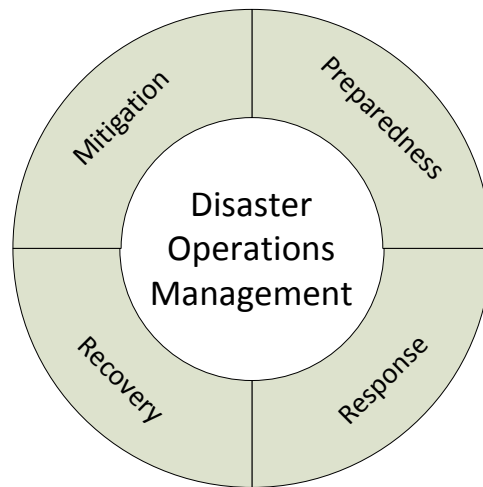 Mitigation
Preparedness
Disaster
Operations
Management
Recovery
Response